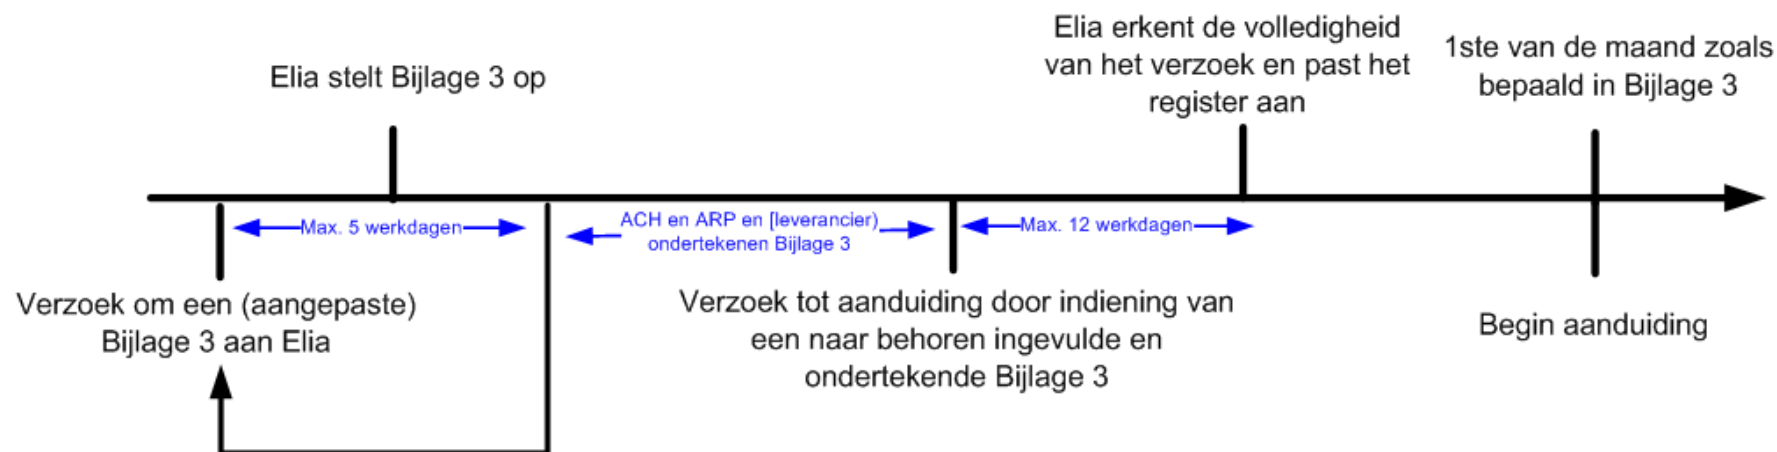 Elia erkent de volledigheid
van het verzoek en past het
register aan
1ste van de maand zoals
bepaald in Bijlage 3
Elia stelt Bijlage 3 op
Max. 5 werkdagen
ACH en ARP en [leverancier)
ondertekenen Bijlage 3
Max. 12 werkdagen
Verzoek om een (aangepaste)
Bijlage 3 aan Elia
Verzoek tot aanduiding door indiening van
een naar behoren ingevulde en
ondertekende Bijlage 3
Begin aanduiding